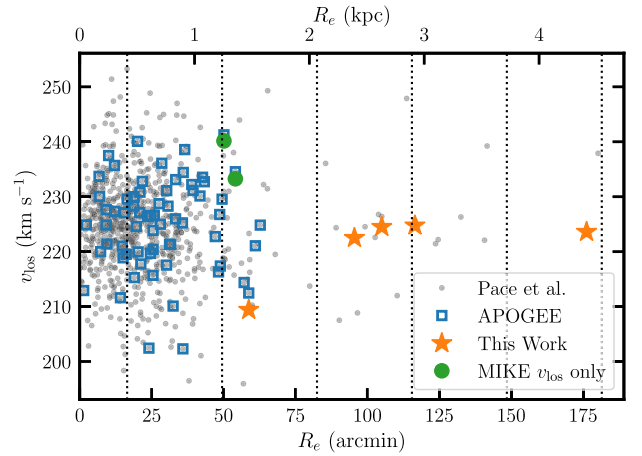 R_e (kpc)
0 1 2 3 4
250
240
230
220
210
200
v_los (km s⁻¹)
Pace et al.
APOGEE
This Work
MIKE v_los only
0 25 50 75 100 125 150 175
R_e (arcmin)